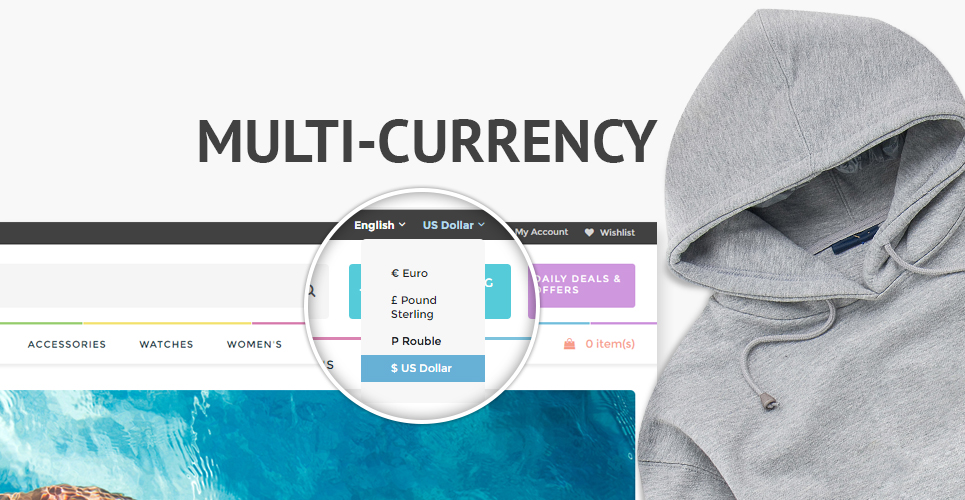 MULTI-CURRENCY
English US Dollar My Account Wishlist
€ Euro
£ Pound
Sterling
P Rouble
$ US Dollar
G
DAILY DEALS &
OFFERS
ACCESSORIES WATCHES WOMEN'S
0 item(s)